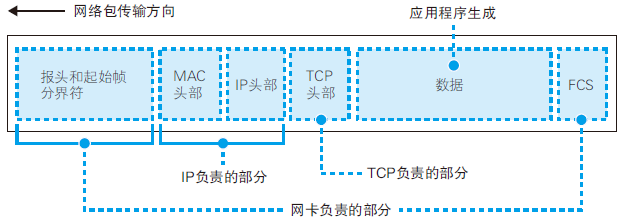 网络包传输方向
应用程序生成
报头和起始帧
分界符
MAC
头部
IP头部
TCP
头部
数据
FCS
IP负责的部分
TCP负责的部分
网卡负责的部分